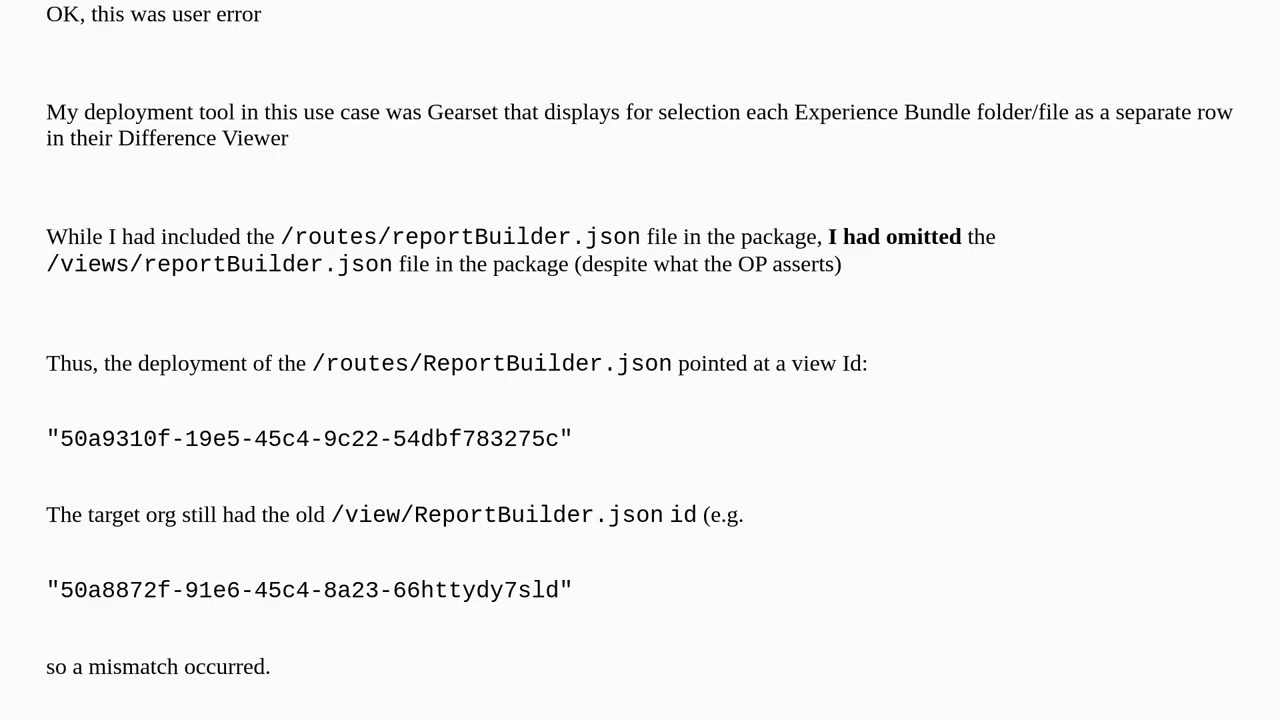 OK, this was user error
My deployment tool in this use case was Gearset that displays for selection each Experience Bundle folder/file as a separate row
in their Difference Viewer
While I had included the /routes/reportBuilder.json file in the package, I had omitted the
/views/reportBuilder.json file in the package (despite what the OP asserts)
Thus, the deployment of the /routes/ReportBuilder.json pointed at a view Id:
"50a9310f-19e5-45c4-9c22-54dbf783275c"
The target org still had the old /view/ReportBuilder.json id (e.g.
"50a8872f-91e6-45c4-8a23-66httydy7sld"
so a mismatch occurred.